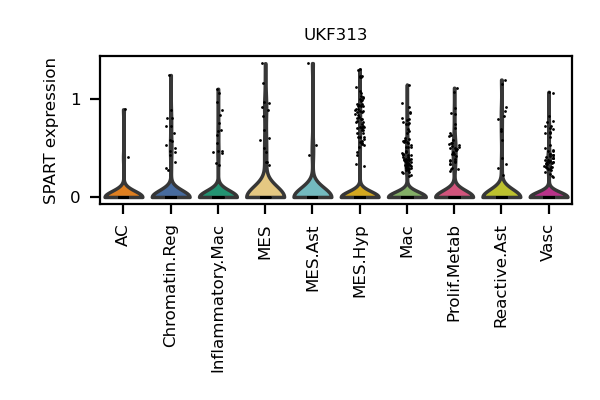 UKF313
SPART expression
1
0
AC
Chromatin.Reg
Inflammatory.Mac
MES
MES.Ast
MES.Hyp
Mac
Prolif.Metab
Reactive.Ast
Vasc